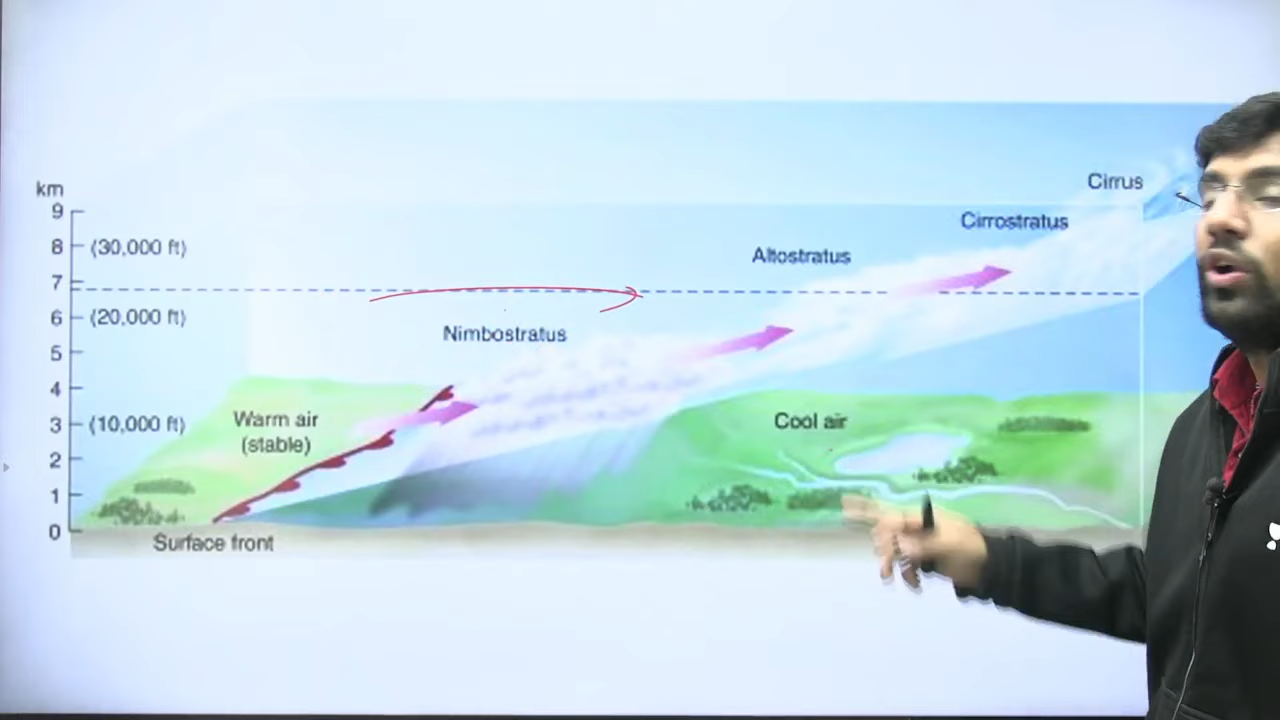 Cirrus
km
9
Cirrostratus
8 (30,000 ft)
Altostratus
7
6 (20,000 ft)
Nimbostratus
5
4
Warm air
(stable)
Cool air
3 (10,000 ft)
2
1
0
Surface front